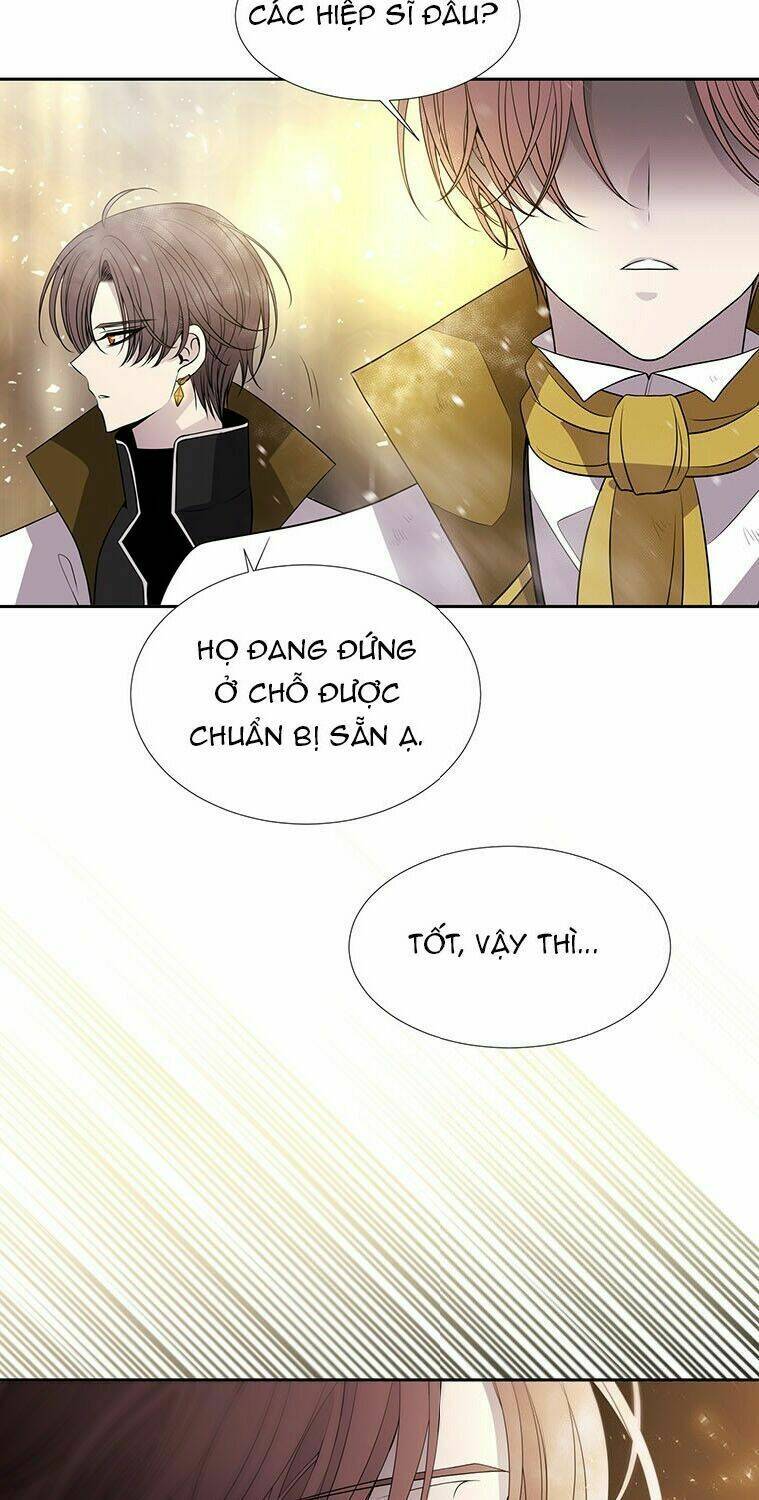 CÁC HIỆP SĨ ĐÂU?
HỌ ĐANG ĐỨNG
Ở CHỖ ĐƯỢC
CHUẨN BỊ SẴN Ạ.
TỐT, VẬY THÌ...